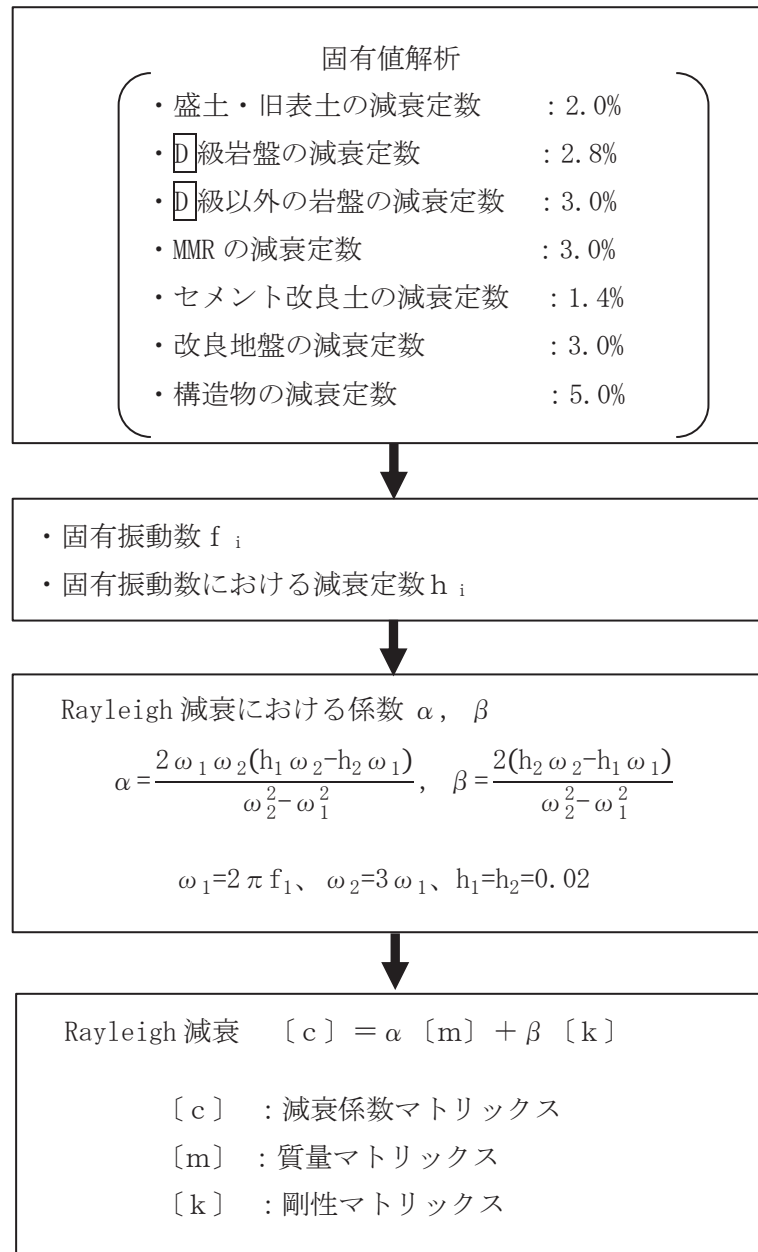 固有値解析
・盛土・旧表土の減衰定数 : 2.0%
・D級岩盤の減衰定数 : 2.8%
・D級以外の岩盤の減衰定数 : 3.0%
・MMR の減衰定数 : 3.0%
・セメント改良土の減衰定数 : 1.4%
・改良地盤の減衰定数 : 3.0%
・構造物の減衰定数 : 5.0%
・固有振動数 f i
・固有振動数における減衰定数 h i
Rayleigh 減衰における係数 α, β
α=2ω1ω2(h1ω2−h2ω1)/(ω2^2−ω1^2), β=2(h2ω2−h1ω1)/(ω2^2−ω1^2)
ω1=2πf1、ω2=3ω1、h1=h2=0.02
Rayleigh 減衰 〔c〕＝α〔m〕＋β〔k〕
〔c〕 : 減衰係数マトリックス
〔m〕 : 質量マトリックス
〔k〕 : 剛性マトリックス